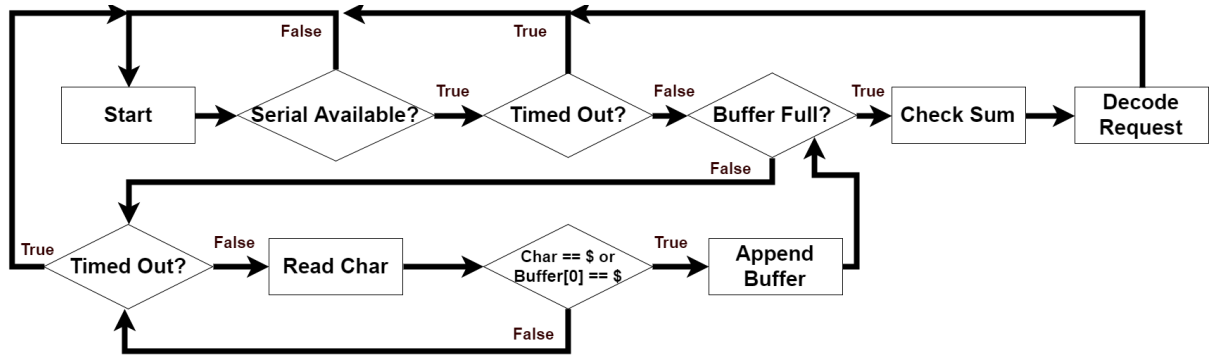 False
True
Start
Serial Available?
True
Timed Out?
False
Buffer Full?
True
Check Sum
Decode
Request
False
True
Timed Out?
False
Read Char
Char == $ or
Buffer[0] == $
True
Append
Buffer
False